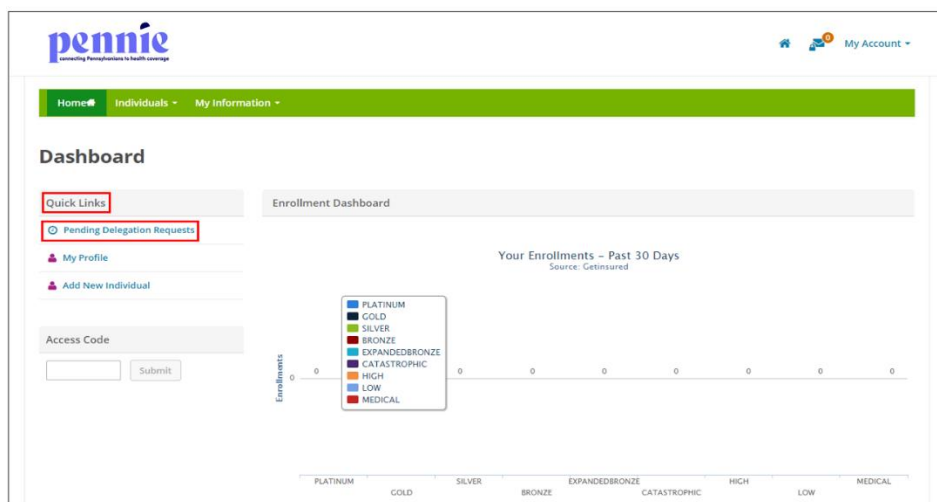 pennie
connecting Pennsylvanians to health coverage
0
My Account
Home
Individuals
My Information
Dashboard
Quick Links
Pending Delegation Requests
My Profile
Add New Individual
Access Code
Submit
Enrollment Dashboard
Your Enrollments – Past 30 Days
Source: Getinsured
PLATINUM
GOLD
SILVER
BRONZE
EXPANDEDBRONZE
CATASTROPHIC
HIGH
LOW
MEDICAL
Enrollments
0
0 0 0 0 0 0 0 0
PLATINUM SILVER EXPANDEDBRONZE HIGH MEDICAL
GOLD BRONZE CATASTROPHIC LOW